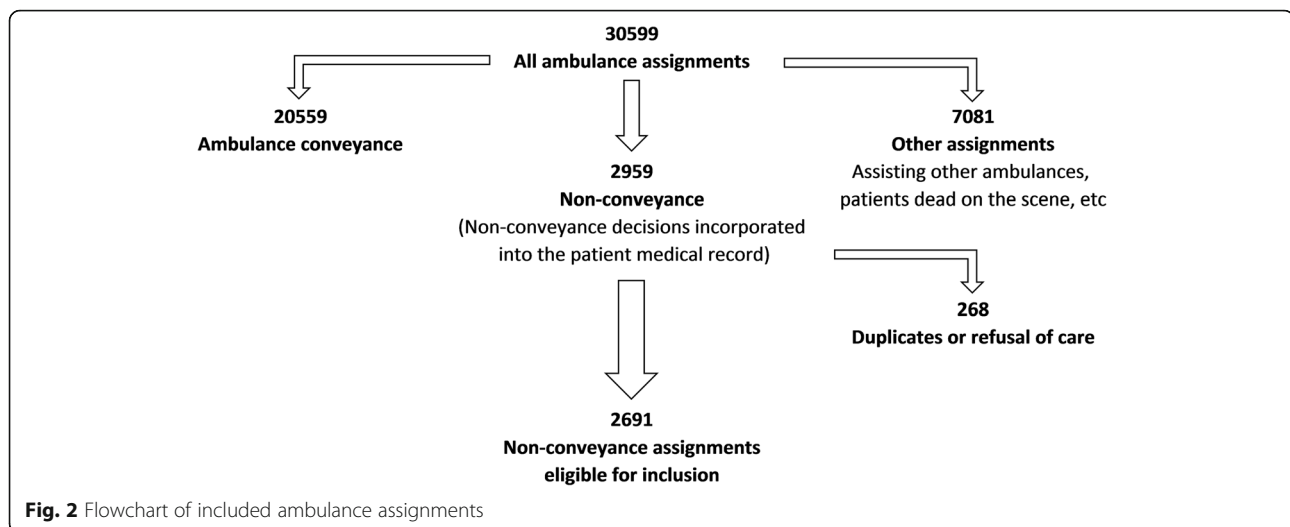 30599
All ambulance assignments
20559
Ambulance conveyance
7081
Other assignments
Assisting other ambulances,
patients dead on the scene, etc
2959
Non-conveyance
(Non-conveyance decisions incorporated
into the patient medical record)
268
Duplicates or refusal of care
2691
Non-conveyance assignments
eligible for inclusion
Fig. 2 Flowchart of included ambulance assignments